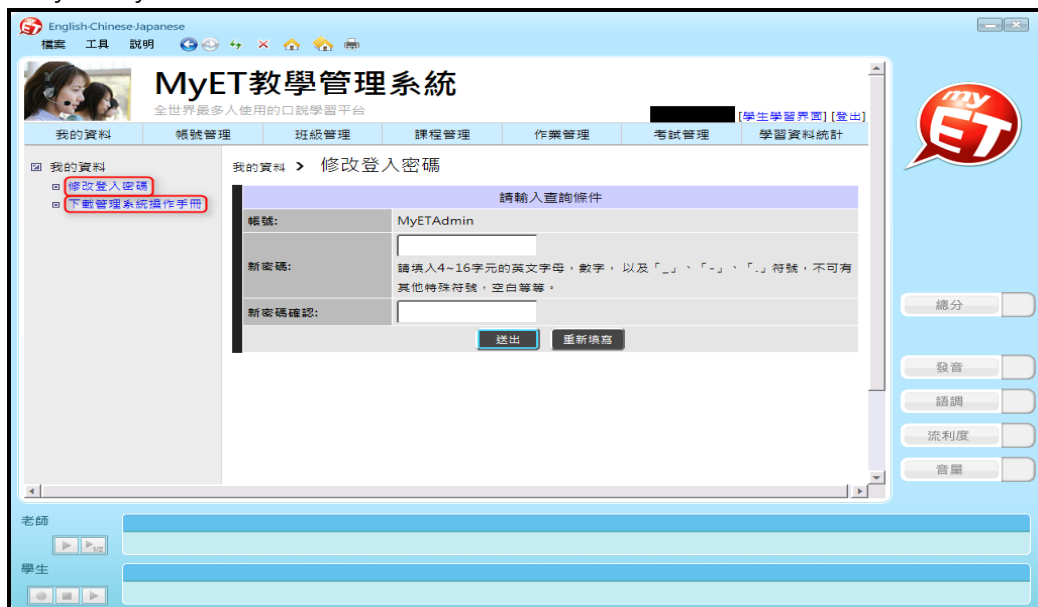 English-Chinese-Japanese
檔案 工具 說明
MyET教學管理系統
全世界最多人使用的口說學習平台
[學生學習界面] [登出]
我的資料 帳號管理 班級管理 課程管理 作業管理 考試管理 學習資料統計
我的資料
修改登入密碼
下載管理系統操作手冊
我的資料 > 修改登入密碼
請輸入查詢條件
帳號: MyETAdmin
新密碼:
請填入4~16字元的英文字母，數字， 以及「_」、「-」、「.」符號，不可有
其他特殊符號，空白等等。
新密碼確認:
送出 重新填寫
my
ET
總分
發音
語調
流利度
音量
老師
1/2
學生